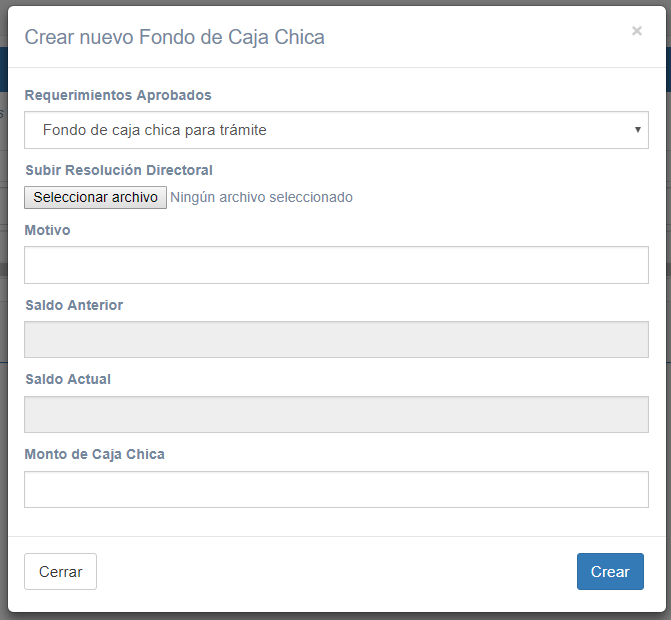 Crear nuevo Fondo de Caja Chica ×
Requerimientos Aprobados
Fondo de caja chica para trámite
Subir Resolución Directoral
Seleccionar archivo Ningún archivo seleccionado
Motivo
Saldo Anterior
Saldo Actual
Monto de Caja Chica
Cerrar Crear